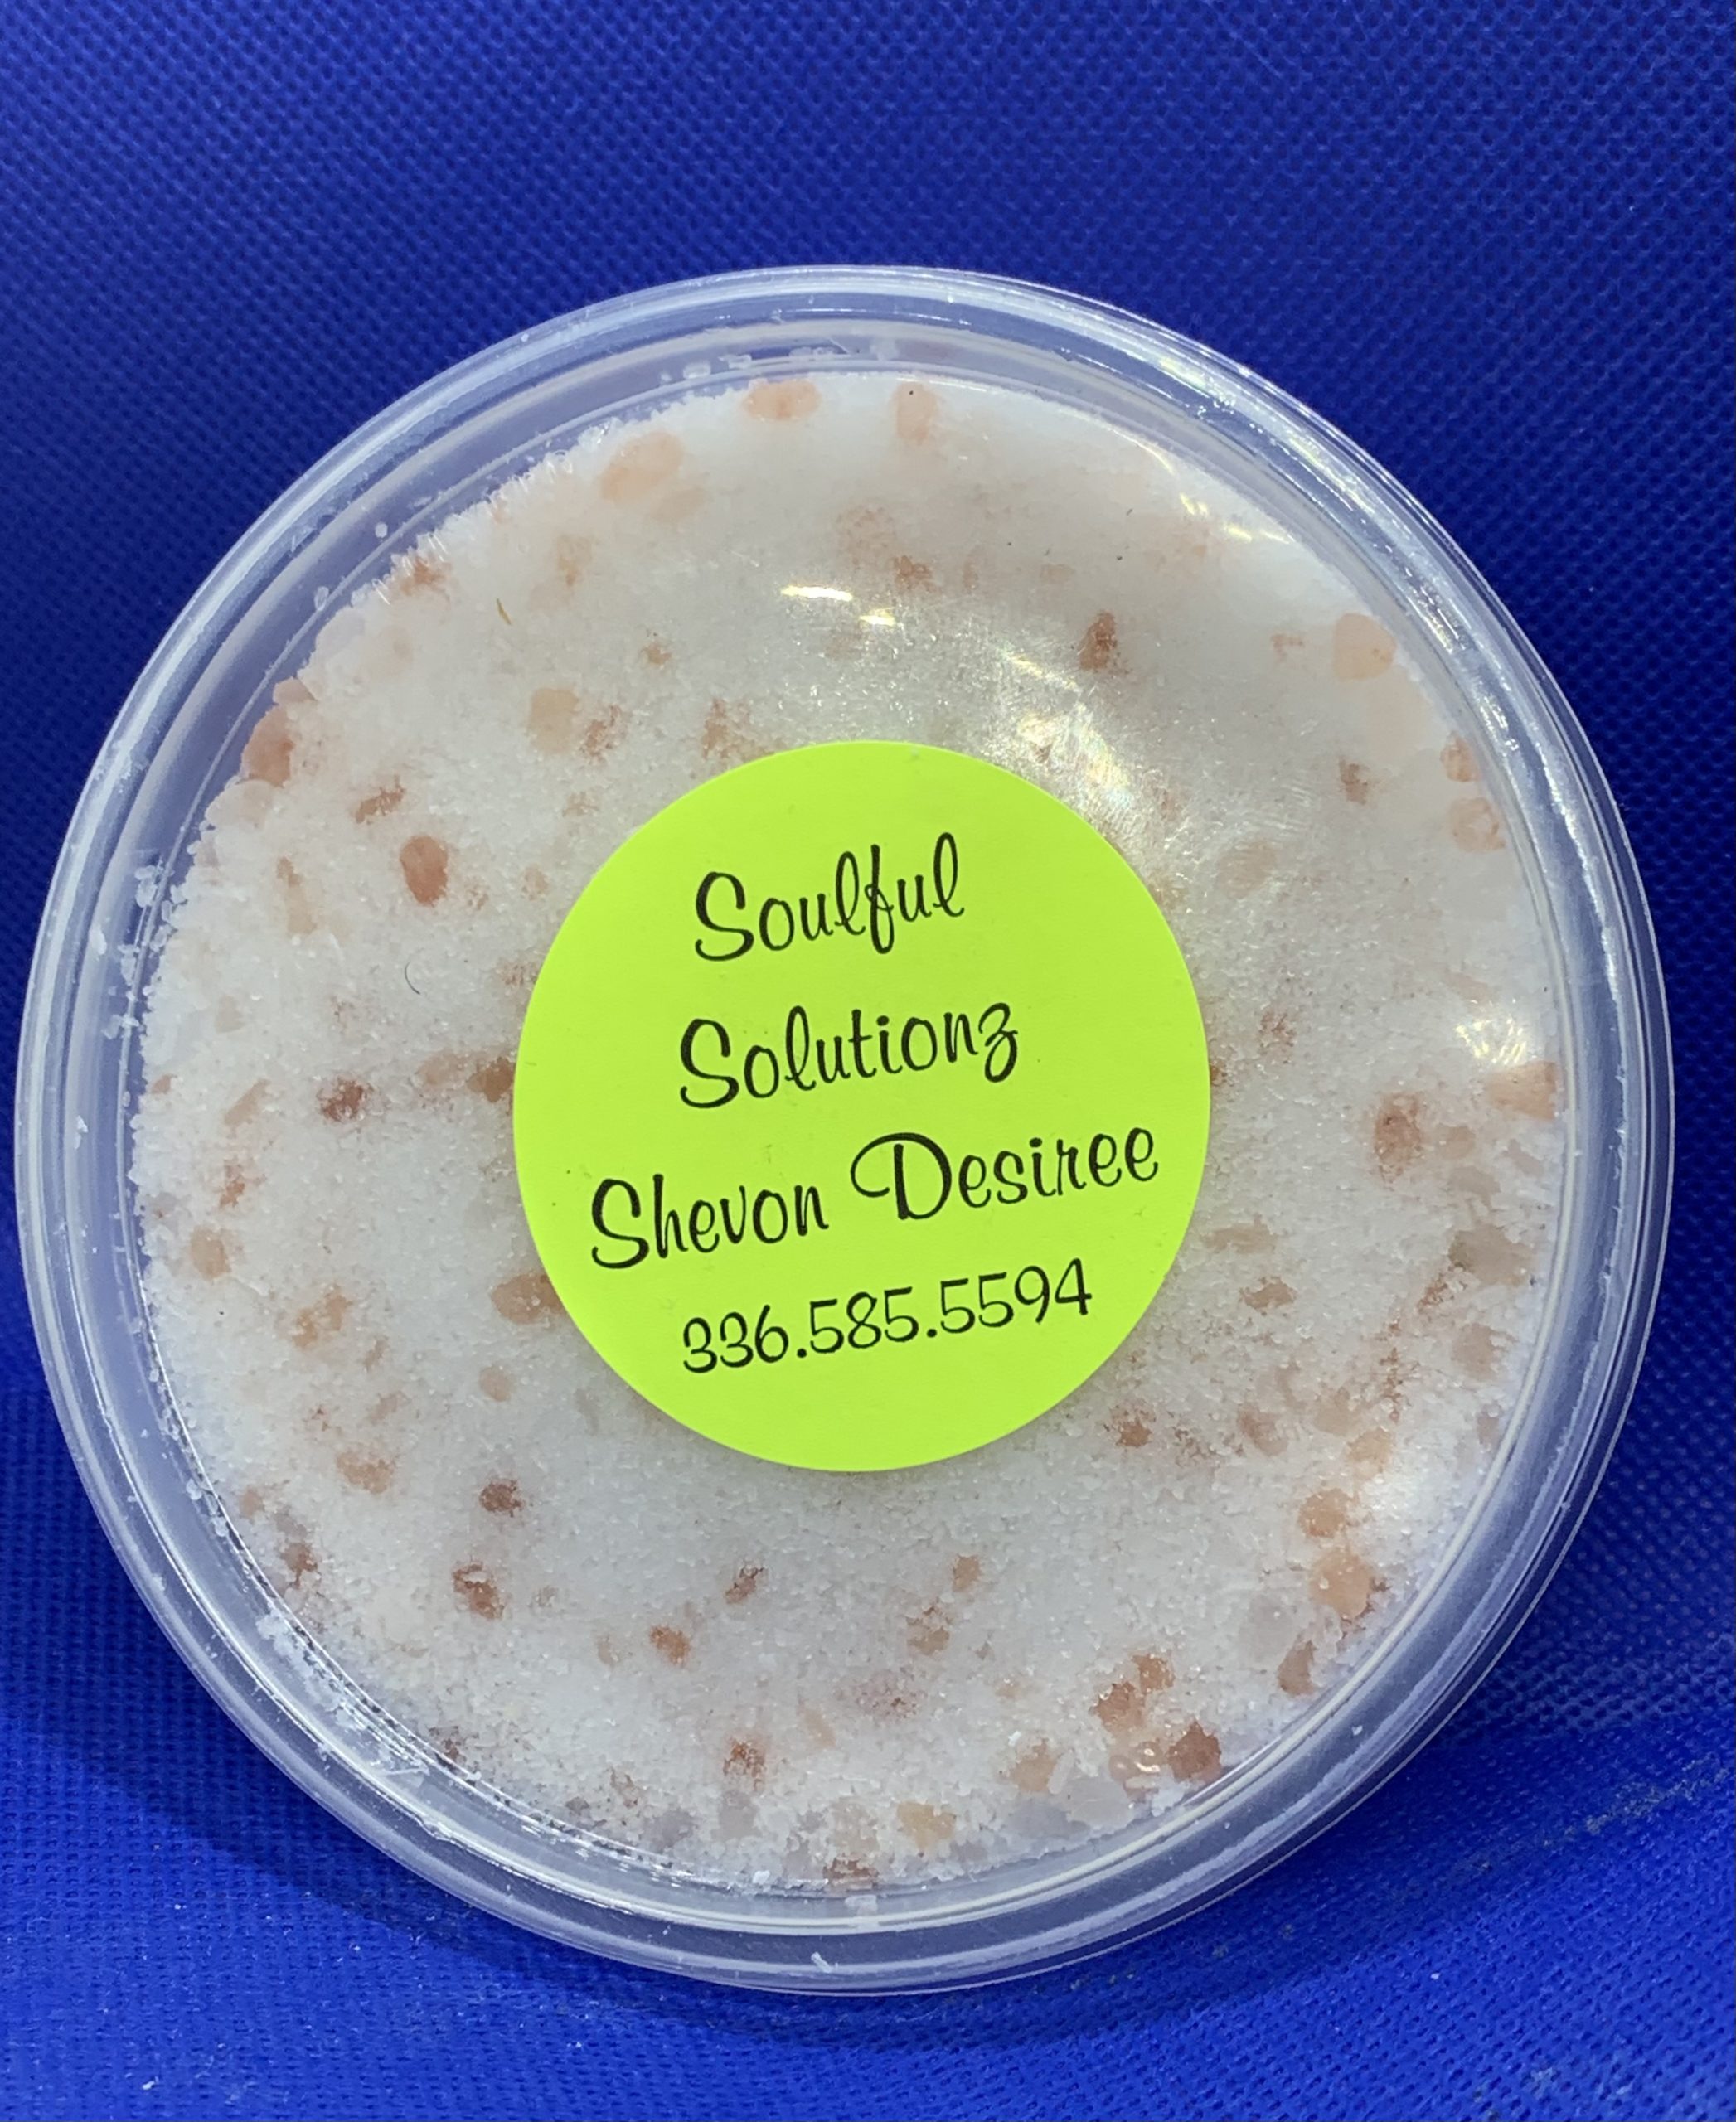 Soulful
Solutionz
Shevon Desiree
336.585.5594